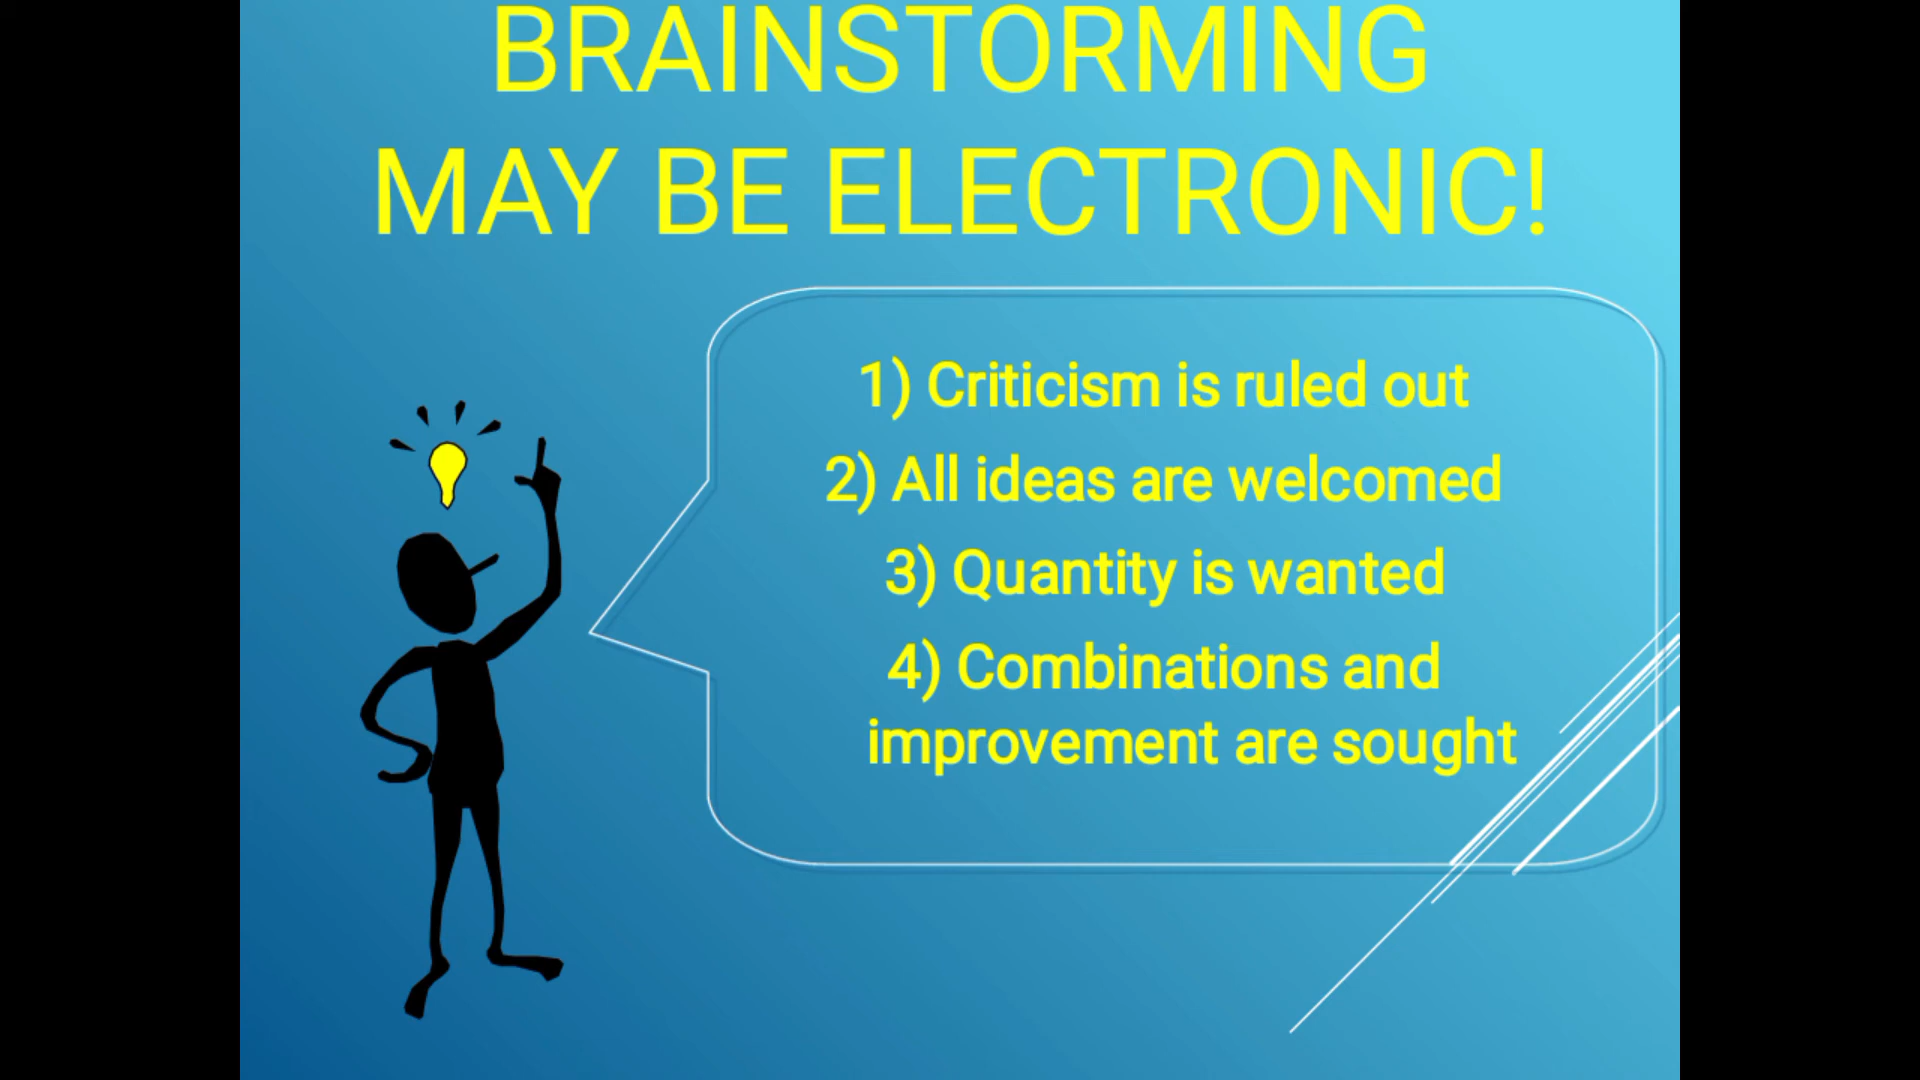 BRAINSTORMING
MAY BE ELECTRONIC!
1) Criticism is ruled out
2) All ideas are welcomed
3) Quantity is wanted
4) Combinations and
improvement are sought